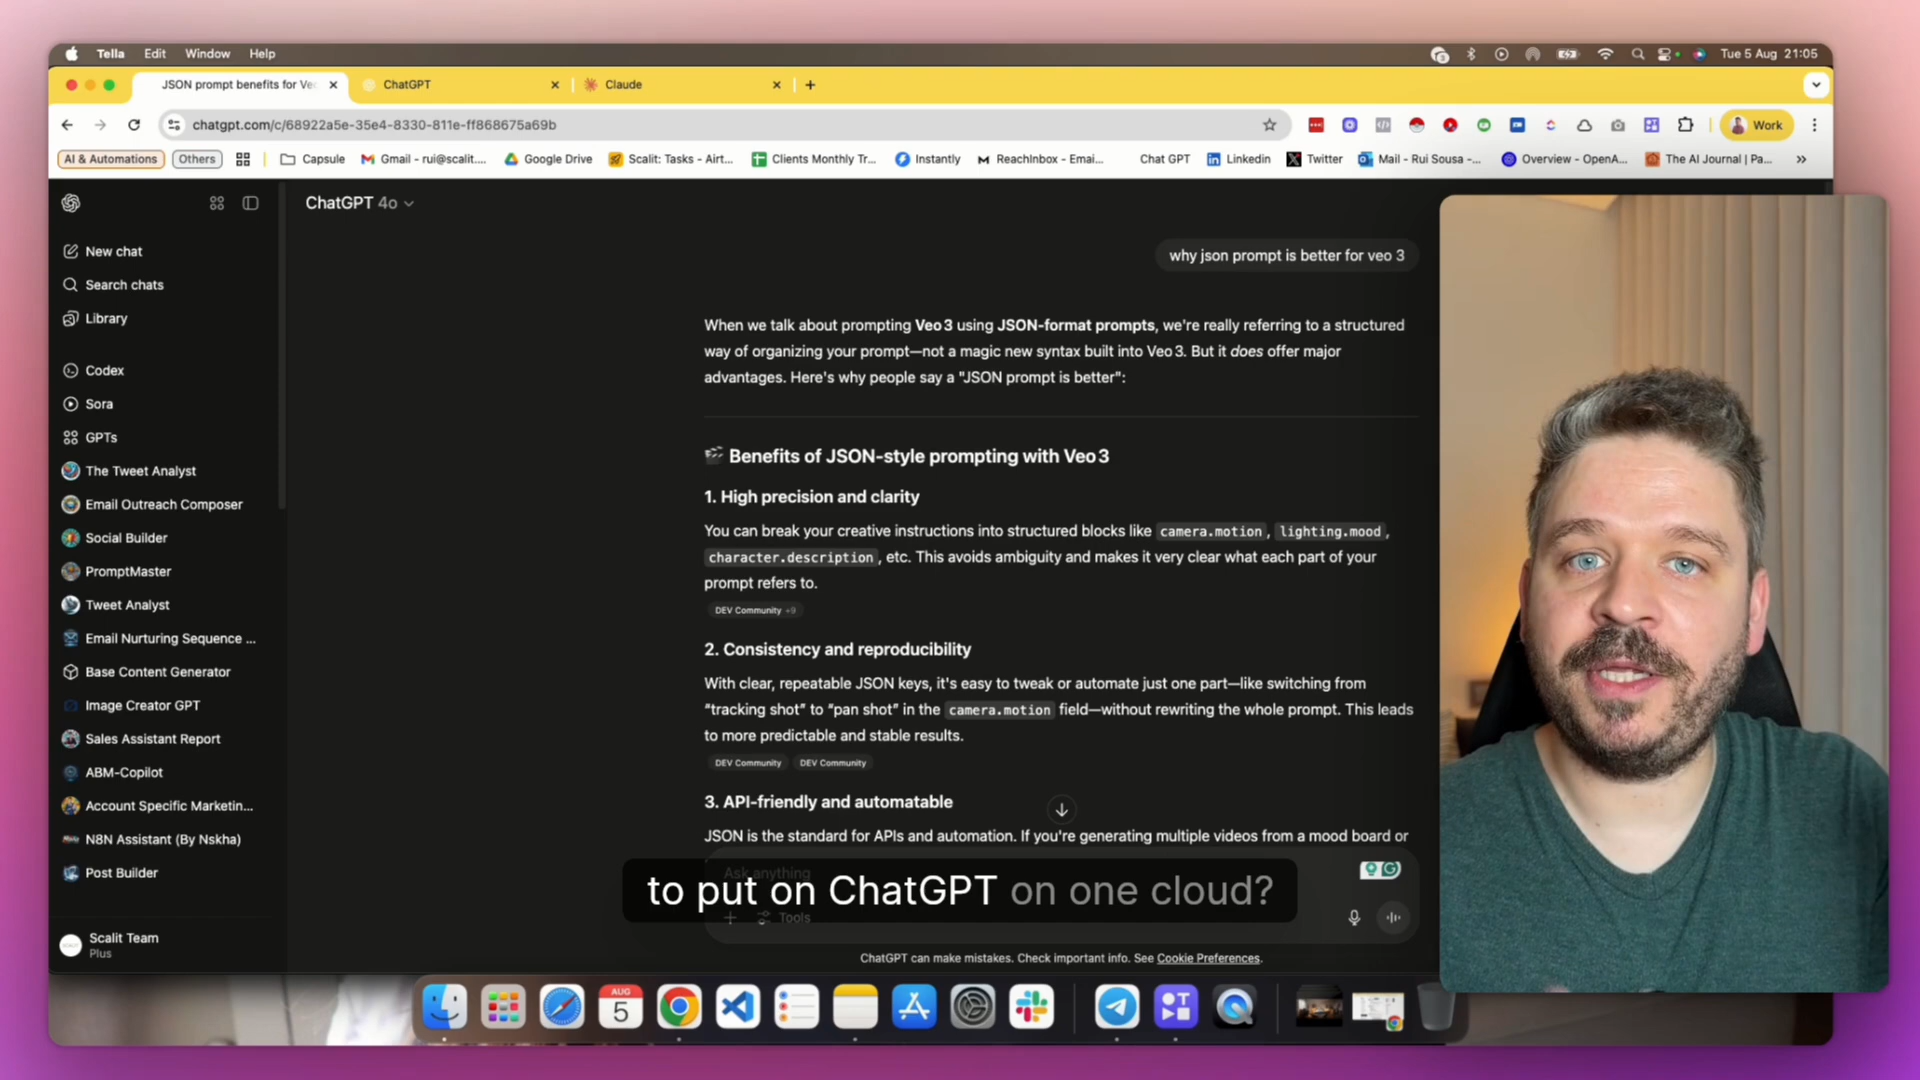 Tella Edit Window Help
Tue 5 Aug 21:05
JSON prompt benefits for Ve
ChatGPT
Claude
chatgpt.com/c/68922a5e-35e4-8330-811e-ff868675a69b
Work
AI & Automations
Others
Capsule
Gmail - rui@scalit....
Google Drive
Scalit: Tasks - Airt...
Clients Monthly Tr...
Instantly
ReachInbox - Emai...
Chat GPT
Linkedin
Twitter
Mail - Rui Sousa -...
Overview - OpenA...
The AI Journal | Pa...
ChatGPT 4o
New chat
Search chats
Library
Codex
Sora
GPTs
The Tweet Analyst
Email Outreach Composer
Social Builder
PromptMaster
Tweet Analyst
Email Nurturing Sequence ...
Base Content Generator
Image Creator GPT
Sales Assistant Report
ABM-Copilot
Account Specific Marketin...
N8N Assistant (By Nskha)
Post Builder
Scalit Team
Plus
why json prompt is better for veo 3
When we talk about prompting Veo 3 using JSON-format prompts, we're really referring to a structured
way of organizing your prompt—not a magic new syntax built into Veo 3. But it does offer major
advantages. Here's why people say a "JSON prompt is better":
Benefits of JSON-style prompting with Veo 3
1. High precision and clarity
You can break your creative instructions into structured blocks like camera.motion , lighting.mood ,
character.description , etc. This avoids ambiguity and makes it very clear what each part of your
prompt refers to.
DEV Community +9
2. Consistency and reproducibility
With clear, repeatable JSON keys, it's easy to tweak or automate just one part—like switching from
“tracking shot” to “pan shot” in the camera.motion field—without rewriting the whole prompt. This leads
to more predictable and stable results.
DEV Community DEV Community
3. API-friendly and automatable
JSON is the standard for APIs and automation. If you're generating multiple videos from a mood board or
Ask anything
to put on ChatGPT on one cloud?
Tools
ChatGPT can make mistakes. Check important info. See Cookie Preferences.
AUG
5